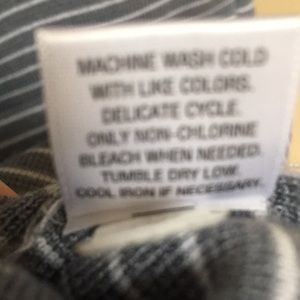 MACHINE WASH COLD
WITH LIKE COLORS.
DELICATE CYCLE.
ONLY NON-CHLORINE
BLEACH WHEN NEEDED.
TUMBLE DRY LOW.
COOL IRON IF NECESSARY.